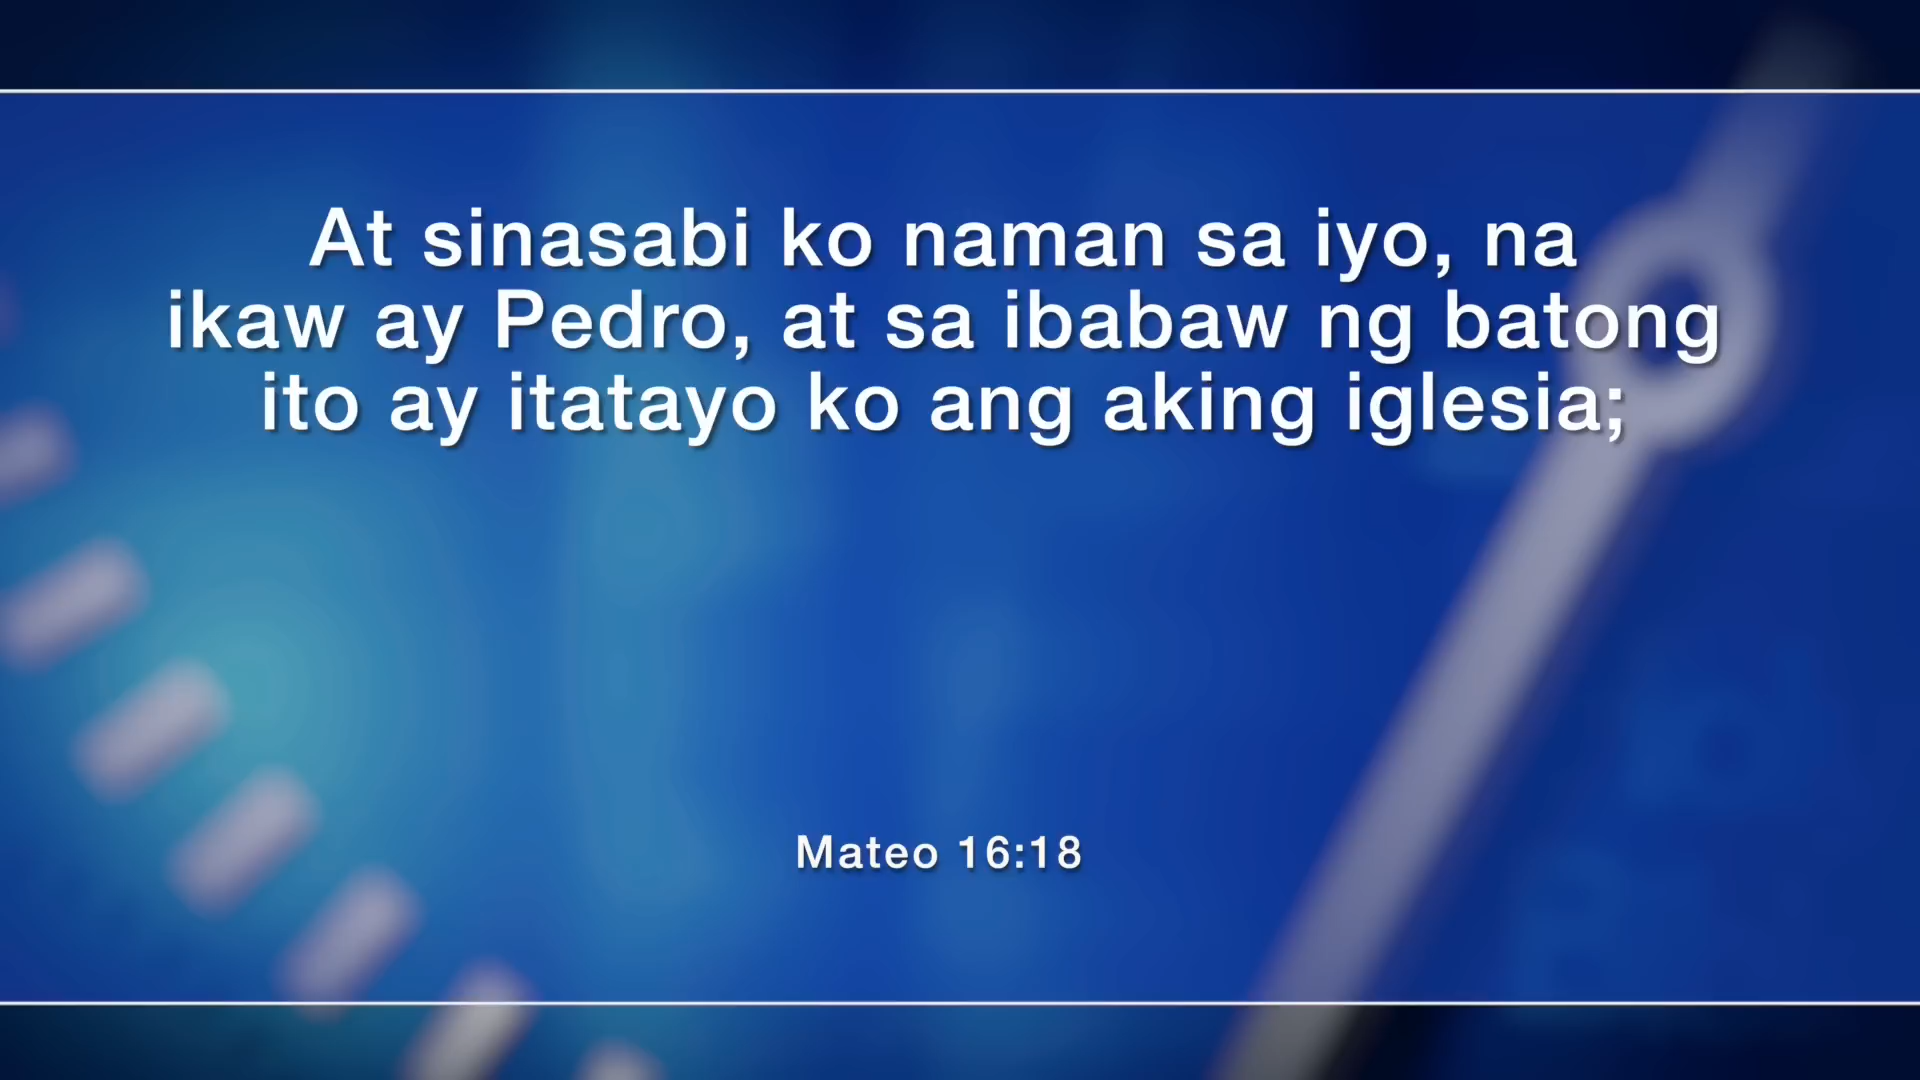 At sinasabi ko naman sa iyo, na
ikaw ay Pedro, at sa ibabaw ng batong
ito ay itatayo ko ang aking iglesia;
Mateo 16:18